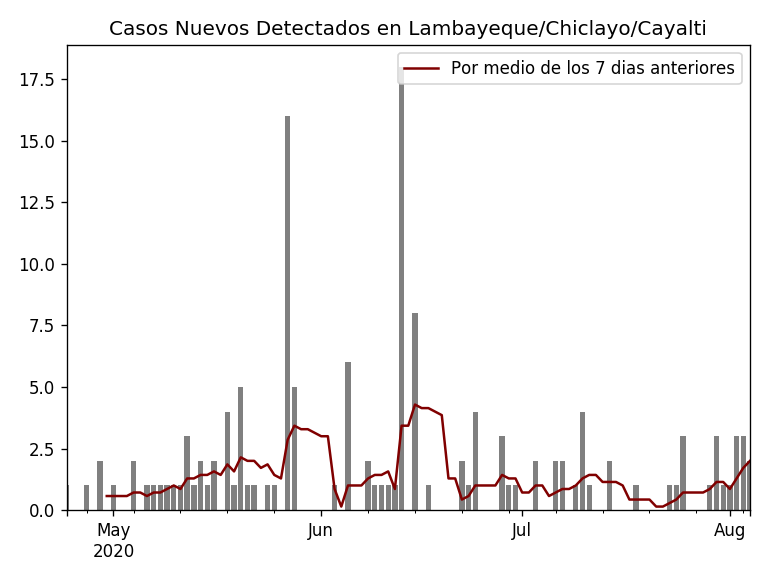 Casos Nuevos Detectados en Lambayeque/Chiclayo/Cayalti
Por medio de los 7 dias anteriores
17.5
15.0
12.5
10.0
7.5
5.0
2.5
0.0
May
2020
Jun
Jul
Aug